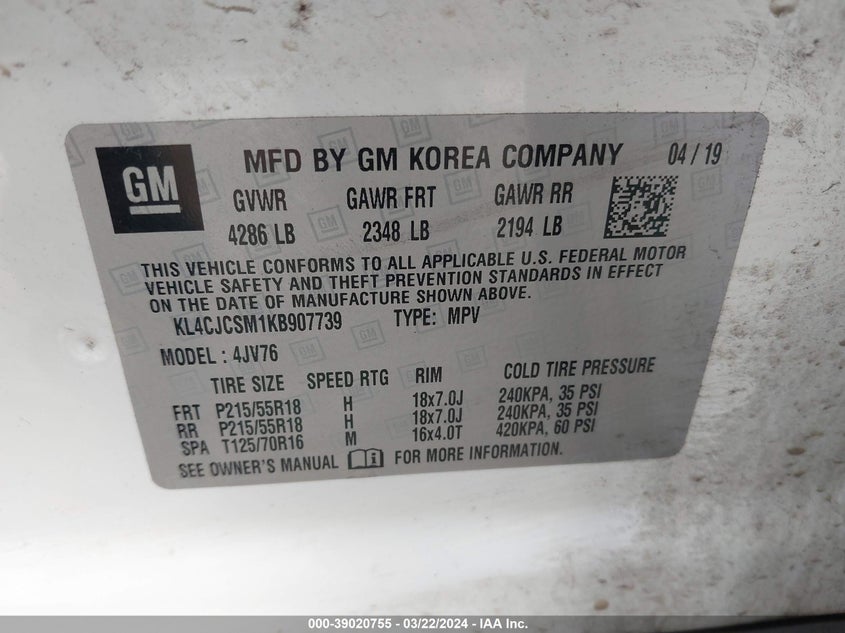 GM
MFD BY GM KOREA COMPANY 04 / 19
GVWR GAWR FRT GAWR RR
4286 LB 2348 LB 2194 LB
THIS VEHICLE CONFORMS TO ALL APPLICABLE U.S. FEDERAL MOTOR
VEHICLE SAFETY AND THEFT PREVENTION STANDARDS IN EFFECT
ON THE DATE OF MANUFACTURE SHOWN ABOVE.
KL4CJCSM1KB907739 TYPE: MPV
MODEL : 4JV76
TIRE SIZE SPEED RTG RIM COLD TIRE PRESSURE
FRT P215/55R18 H 18x7.0J 240KPA, 35 PSI
RR P215/55R18 H 18x7.0J 240KPA, 35 PSI
SPA T125/70R16 M 16x4.0T 420KPA, 60 PSI
SEE OWNER'S MANUAL i FOR MORE INFORMATION.
000-39020755 - 03/22/2024 - IAA Inc.